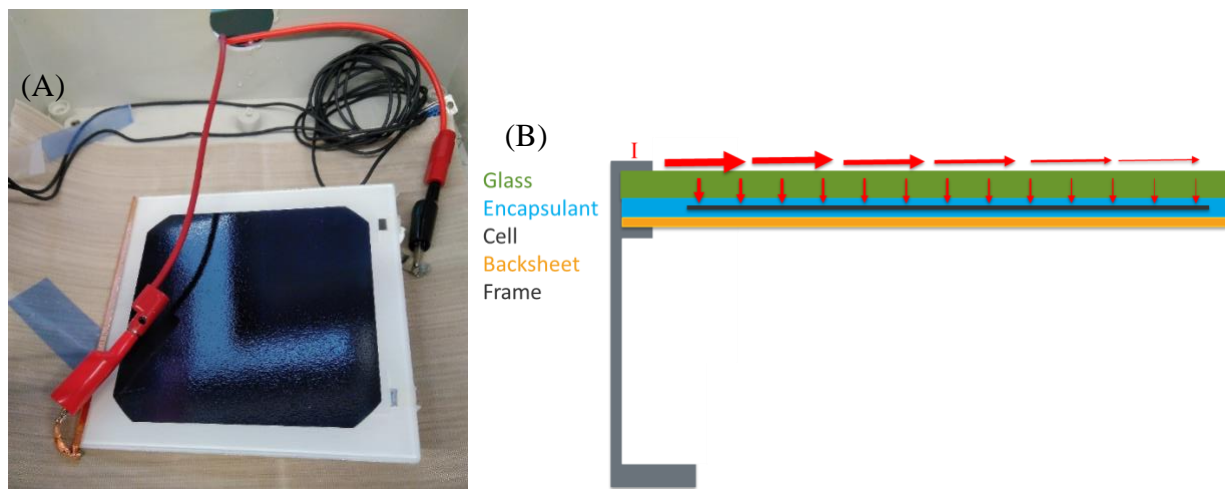 (A)
(B)
I
Glass
Encapsulant
Cell
Backsheet
Frame